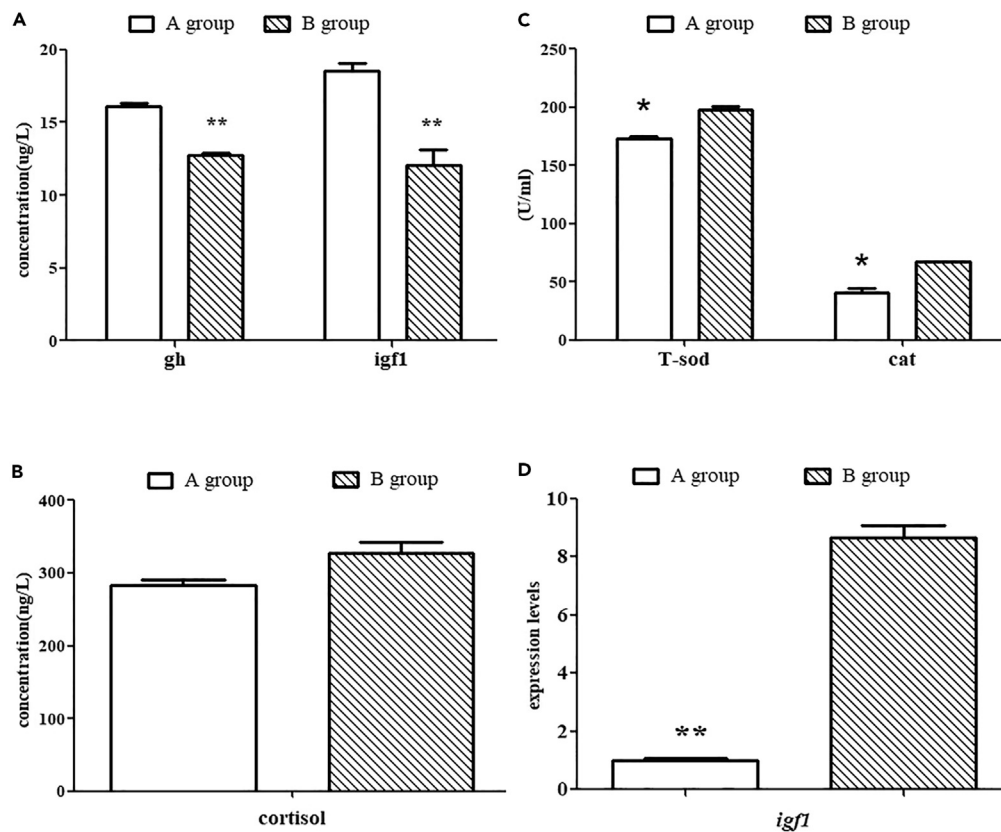 A
A group B group
20
15
10
5
0
concentration(ug/L)
**
**
gh igf1
C
A group B group
250
200
150
100
50
0
(U/ml)
*
*
T-sod cat
B
A group B group
400
300
200
100
0
concentration(ng/L)
cortisol
D
A group B group
10
8
6
4
2
0
expression levels
**
igf1